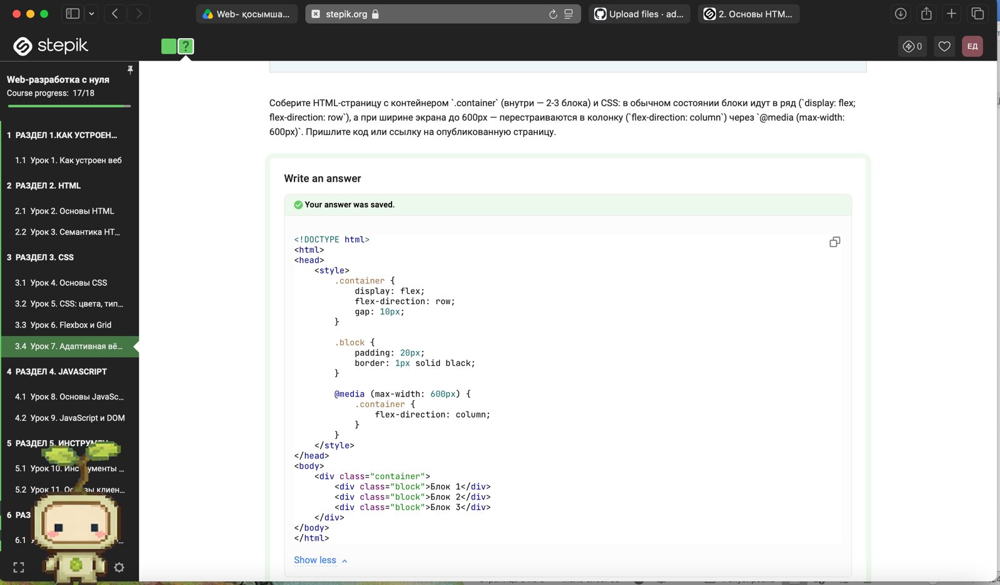 Web- қосымша...
stepik.org
Upload files · ad...
2. Основы HTM...
stepik
?
0
ЕД
Web-разработка с нуля
Course progress: 17/18
1 РАЗДЕЛ 1.КАК УСТРОЕН...
1.1 Урок 1. Как устроен веб
2 РАЗДЕЛ 2. HTML
2.1 Урок 2. Основы HTML
2.2 Урок 3. Семантика HT...
3 РАЗДЕЛ 3. CSS
3.1 Урок 4. Основы CSS
3.2 Урок 5. CSS: цвета, тип...
3.3 Урок 6. Flexbox и Grid
3.4 Урок 7. Адаптивная вё...
4 РАЗДЕЛ 4. JAVASCRIPT
4.1 Урок 8. Основы JavaSc...
4.2 Урок 9. JavaScript и DOM
5 РАЗДЕЛ 5. ИНСТРУМЕН
5.1 Урок 10.
5.2 Урок 11.
6 РАЗ
6.1
Соберите HTML-страницу с контейнером `.container` (внутри — 2-3 блока) и CSS: в обычном состоянии блоки идут в ряд (`display: flex;
flex-direction: row`), а при ширине экрана до 600px — перестраиваются в колонку (`flex-direction: column`) через `@media (max-width:
600px)`. Пришлите код или ссылку на опубликованную страницу.
Write an answer
Your answer was saved.
<!DOCTYPE html>
<html>
<head>
    <style>
        .container {
            display: flex;
            flex-direction: row;
            gap: 10px;
        }
        .block {
            padding: 20px;
            border: 1px solid black;
        }
        @media (max-width: 600px) {
            .container {
                flex-direction: column;
            }
        }
    </style>
</head>
<body>
    <div class="container">
        <div class="block">Блок 1</div>
        <div class="block">Блок 2</div>
        <div class="block">Блок 3</div>
    </div>
</body>
</html>
Show less